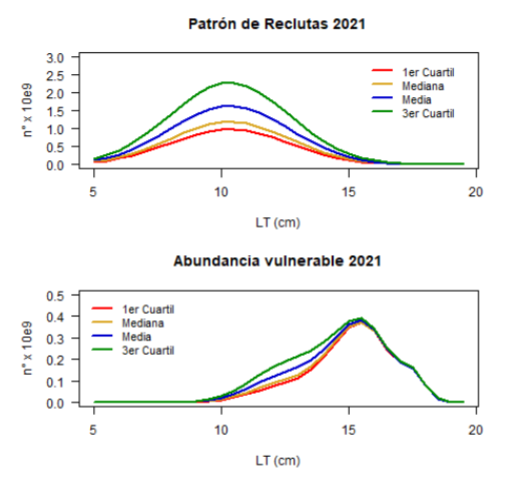 Patrón de Reclutas 2021
3.0
2.5
2.0
1.5
1.0
0.5
0.0
n° x 10e9
1er Cuartil
Mediana
Media
3er Cuartil
5 10 15 20
LT (cm)
Abundancia vulnerable 2021
0.5
0.4
0.3
0.2
0.1
0.0
n° x 10e9
1er Cuartil
Mediana
Media
3er Cuartil
5 10 15 20
LT (cm)